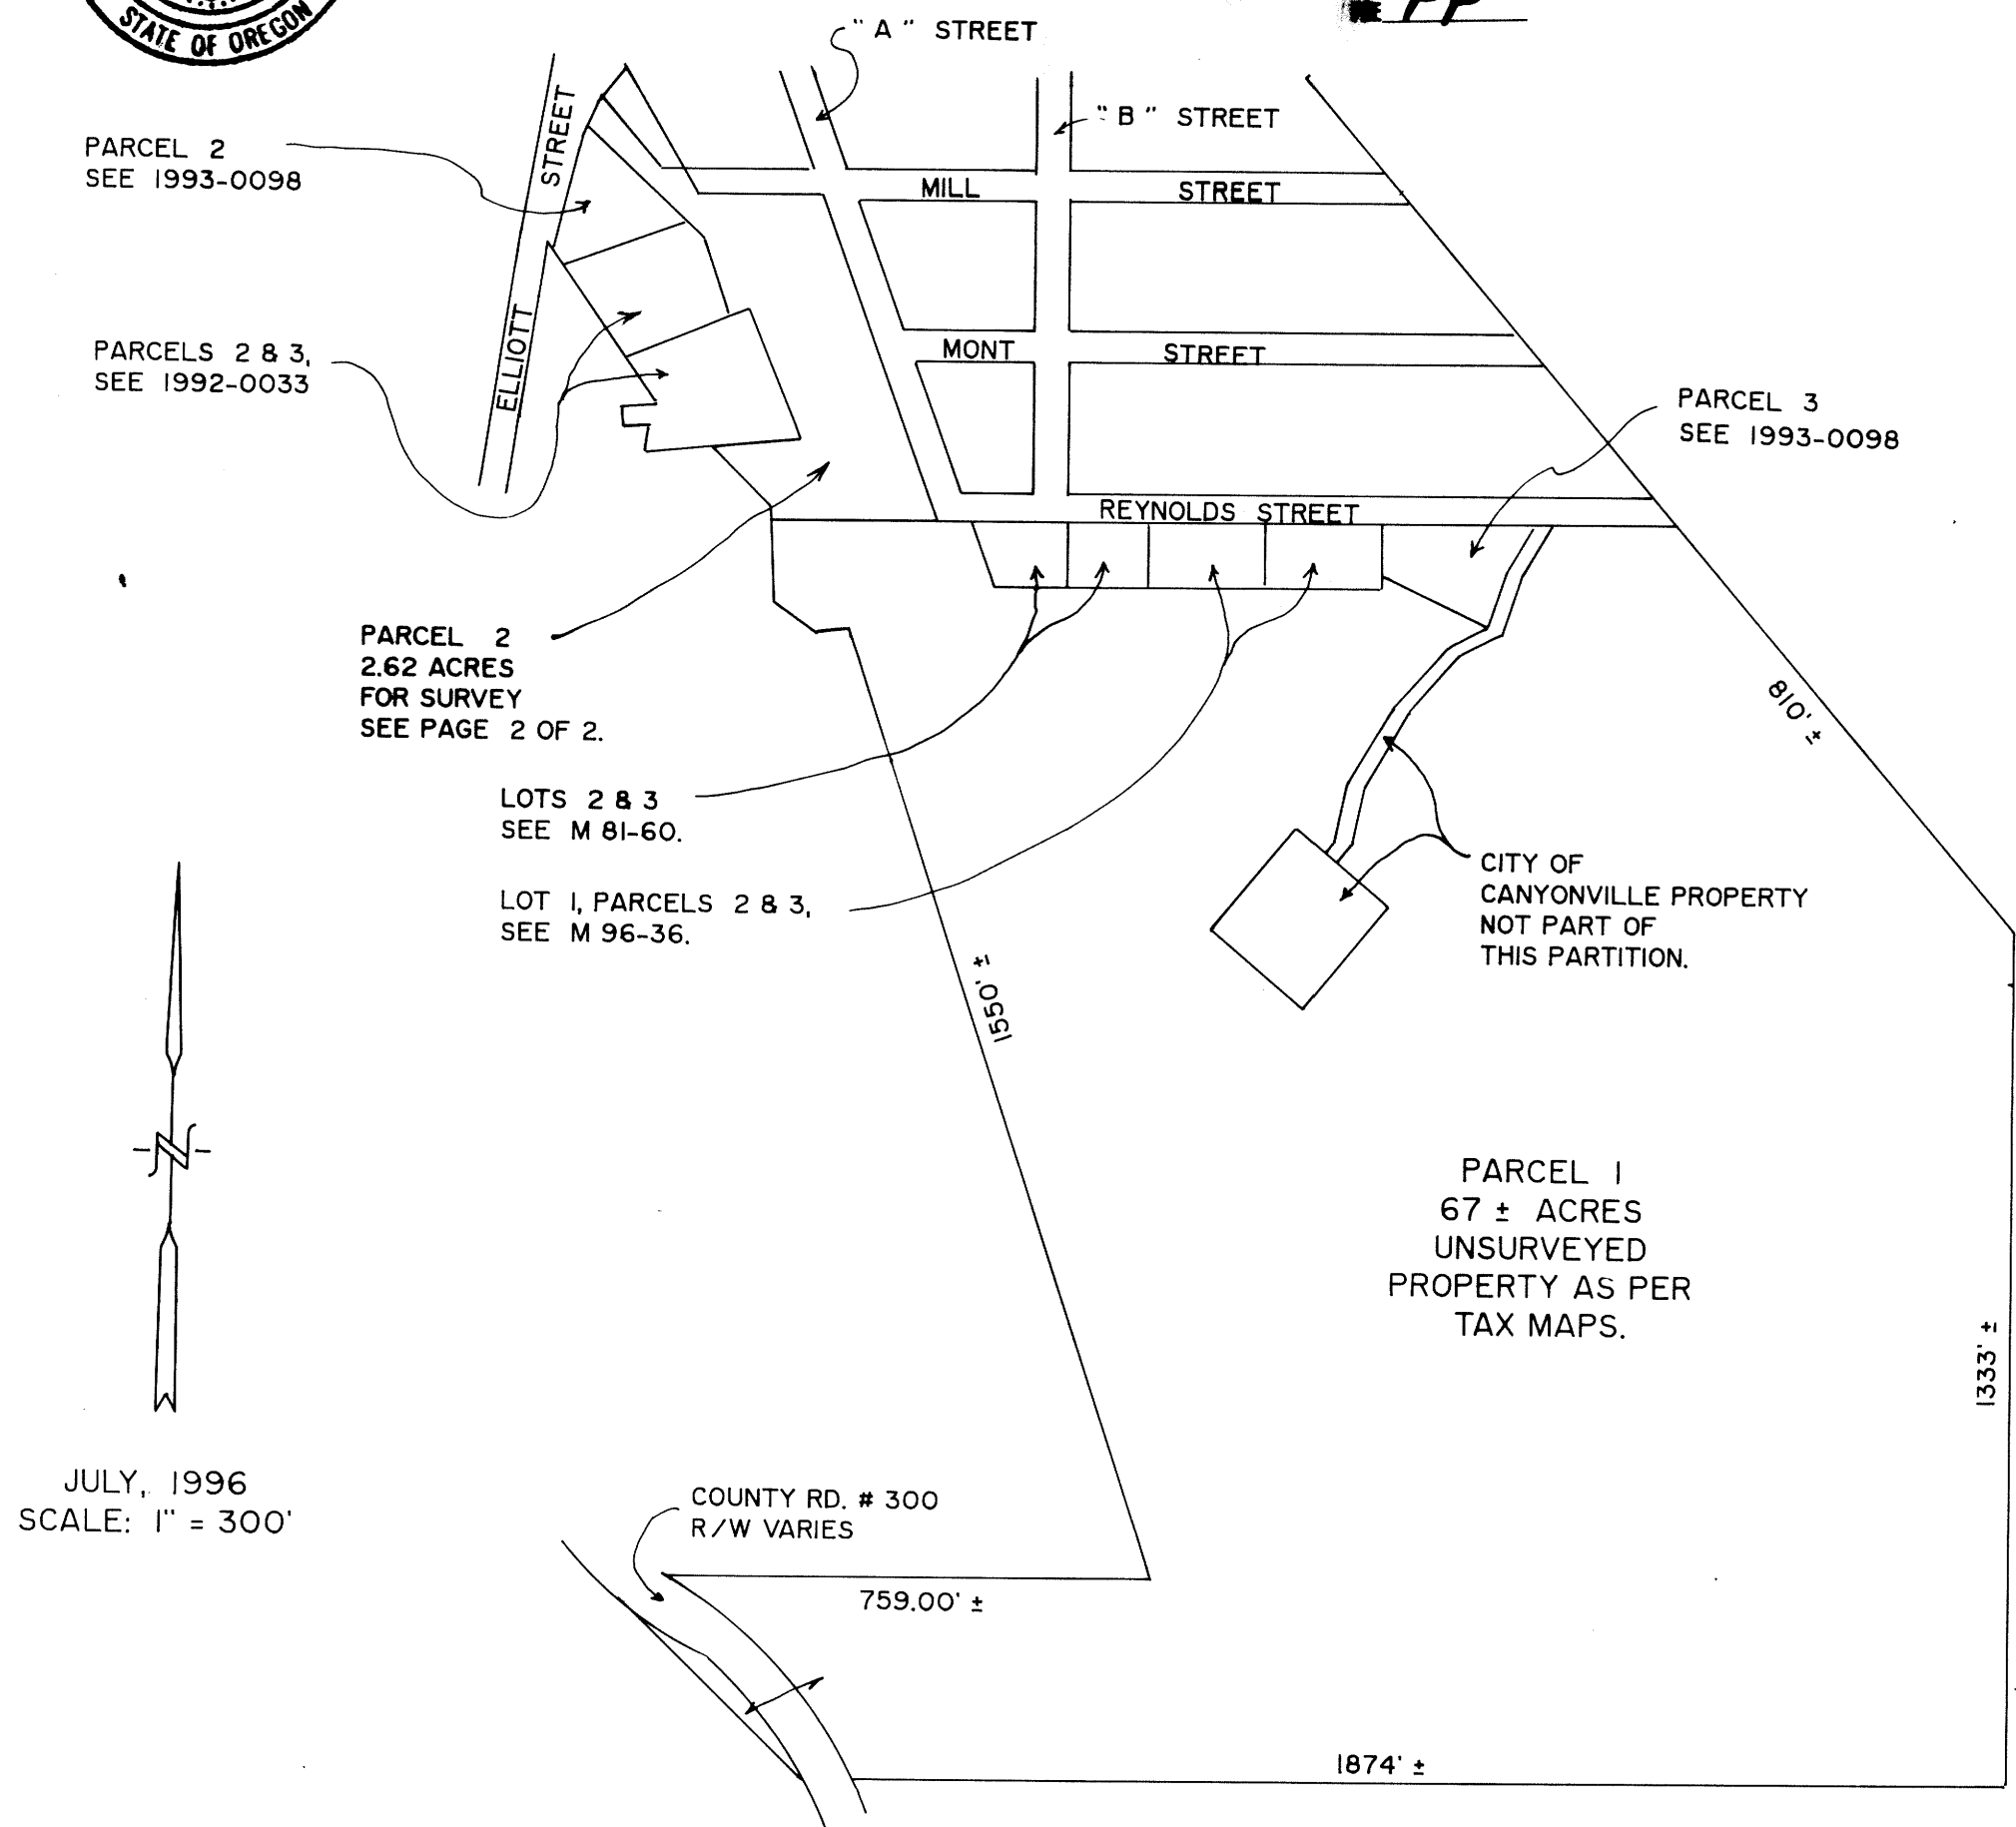 STATE OF OREGON
"A" STREET
"B" STREET
PARCEL 2
SEE 1993-0098
STREET
ELLIOTT
MILL STREET
MONT STREET
PARCELS 2 & 3,
SEE 1992-0033
PARCEL 3
SEE 1993-0098
REYNOLDS STREET
PARCEL 2
2.62 ACRES
FOR SURVEY
SEE PAGE 2 OF 2.
810' ±
LOTS 2 & 3
SEE M 81-60.
LOT 1, PARCELS 2 & 3,
SEE M 96-36.
CITY OF
CANYONVILLE PROPERTY
NOT PART OF
THIS PARTITION.
1550' ±
N
PARCEL 1
67 ± ACRES
UNSURVEYED
PROPERTY AS PER
TAX MAPS.
1333' ±
JULY, 1996
SCALE: 1" = 300'
COUNTY RD. # 300
R/W VARIES
759.00' ±
1874' ±